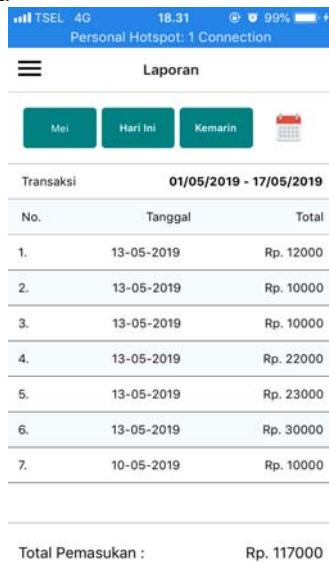 TSEL 4G 18.31 99%
Personal Hotspot: 1 Connection
Laporan
Mei Hari Ini Kemarin
Transaksi 01/05/2019 - 17/05/2019
No. Tanggal Total
1. 13-05-2019 Rp. 12000
2. 13-05-2019 Rp. 10000
3. 13-05-2019 Rp. 10000
4. 13-05-2019 Rp. 22000
5. 13-05-2019 Rp. 23000
6. 13-05-2019 Rp. 30000
7. 10-05-2019 Rp. 10000
Total Pemasukan : Rp. 117000